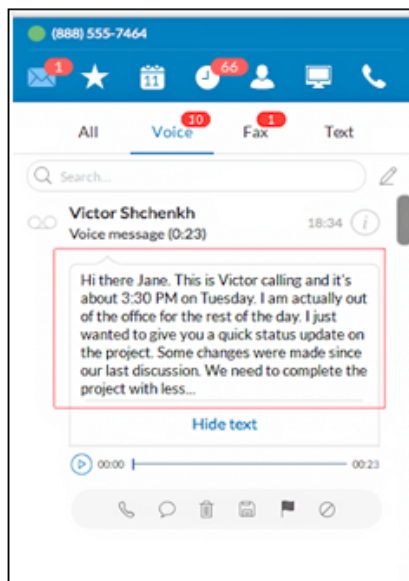 (888) 555-7464
1
11
66
All
Voice
10
Fax
1
Text
Search...
Victor Shchenkh
18:34
i
Voice message (0:23)
Hi there Jane. This is Victor calling and it's
about 3:30 PM on Tuesday. I am actually out
of the office for the rest of the day. I just
wanted to give you a quick status update on
the project. Some changes were made since
our last discussion. We need to complete the
project with less...
Hide text
00:00
00:23